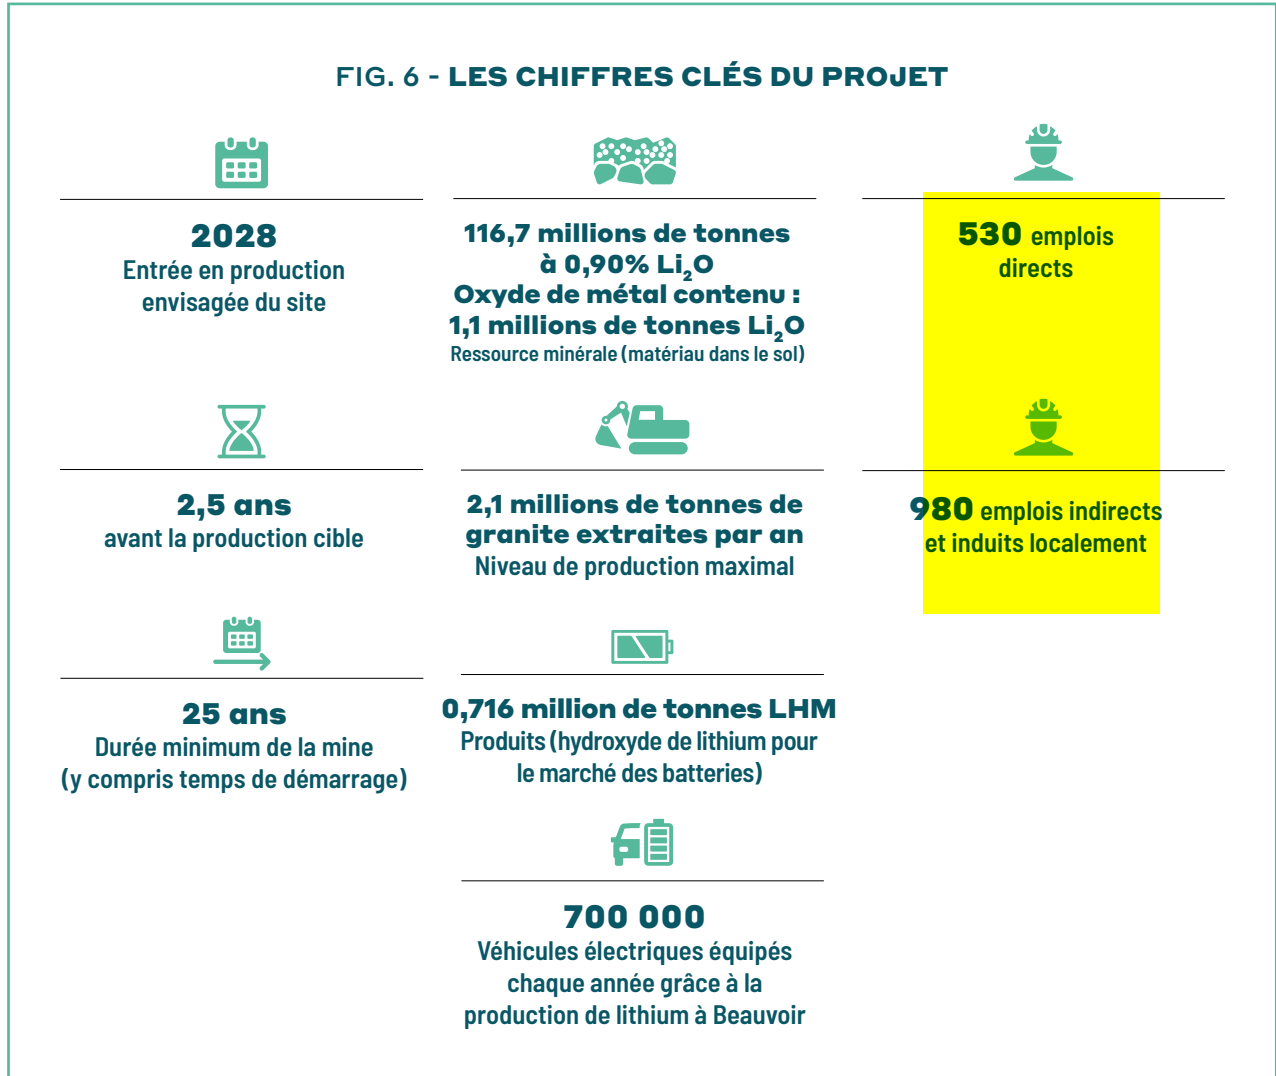 FIG. 6 - LES CHIFFRES CLÉS DU PROJET
2028
Entrée en production
envisagée du site
116,7 millions de tonnes
à 0,90% Li₂O
Oxyde de métal contenu :
1,1 millions de tonnes Li₂O
Ressource minérale (matériau dans le sol)
530 emplois
directs
2,5 ans
avant la production cible
2,1 millions de tonnes de
granite extraites par an
Niveau de production maximal
980 emplois indirects
et induits localement
25 ans
Durée minimum de la mine
(y compris temps de démarrage)
0,716 million de tonnes LHM
Produits (hydroxyde de lithium pour
le marché des batteries)
700 000
Véhicules électriques équipés
chaque année grâce à la
production de lithium à Beauvoir